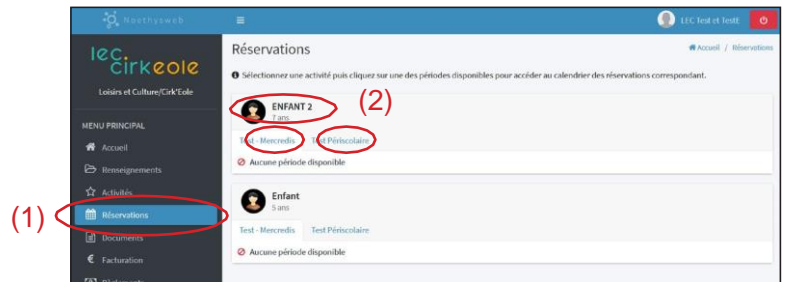 Noethysweb
LEC Test et TestE
lec.
cirkeole
Loisirs et Culture/Cirk'Eole
MENU PRINCIPAL
Accueil
Renseignements
Activités
(1)
Réservations
Documents
Facturation
Règlements
Réservations
Accueil / Réservations
Sélectionnez une activité puis cliquez sur une des périodes disponibles pour accéder au calendrier des réservations correspondant.
ENFANT 2
7 ans
(2)
Test - Mercredis Test Périscolaire
Aucune période disponible
Enfant
5 ans
Test - Mercredis Test Périscolaire
Aucune période disponible